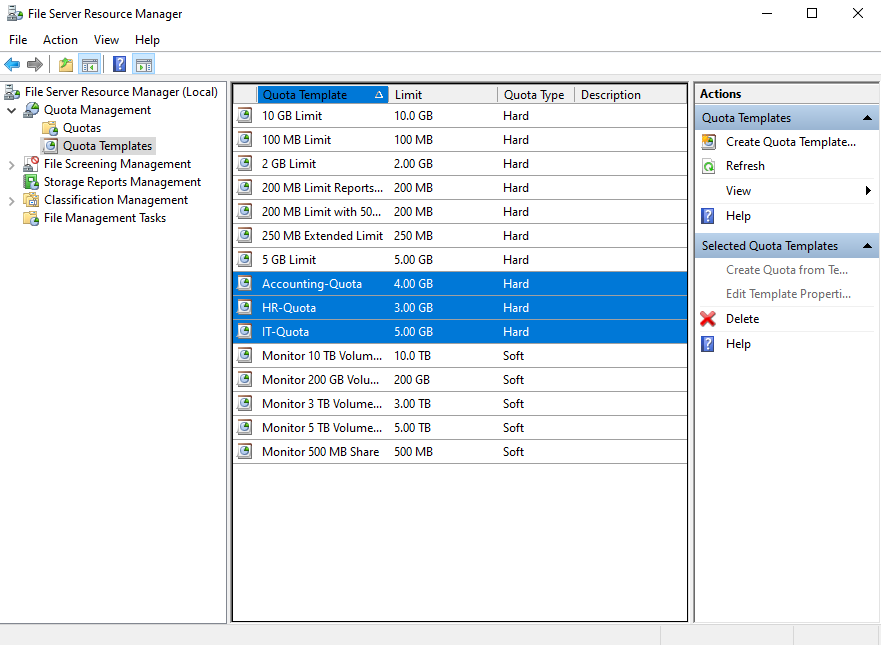 File Server Resource Manager
File Action View Help
File Server Resource Manager (Local)
Quota Management
Quotas
Quota Templates
File Screening Management
Storage Reports Management
Classification Management
File Management Tasks
Quota Template Limit Quota Type Description
10 GB Limit 10.0 GB Hard
100 MB Limit 100 MB Hard
2 GB Limit 2.00 GB Hard
200 MB Limit Reports... 200 MB Hard
200 MB Limit with 50... 200 MB Hard
250 MB Extended Limit 250 MB Hard
5 GB Limit 5.00 GB Hard
Accounting-Quota 4.00 GB Hard
HR-Quota 3.00 GB Hard
IT-Quota 5.00 GB Hard
Monitor 10 TB Volum... 10.0 TB Soft
Monitor 200 GB Volu... 200 GB Soft
Monitor 3 TB Volume... 3.00 TB Soft
Monitor 5 TB Volume... 5.00 TB Soft
Monitor 500 MB Share 500 MB Soft
Actions
Quota Templates
Create Quota Template...
Refresh
View
Help
Selected Quota Templates
Create Quota from Te...
Edit Template Properti...
Delete
Help